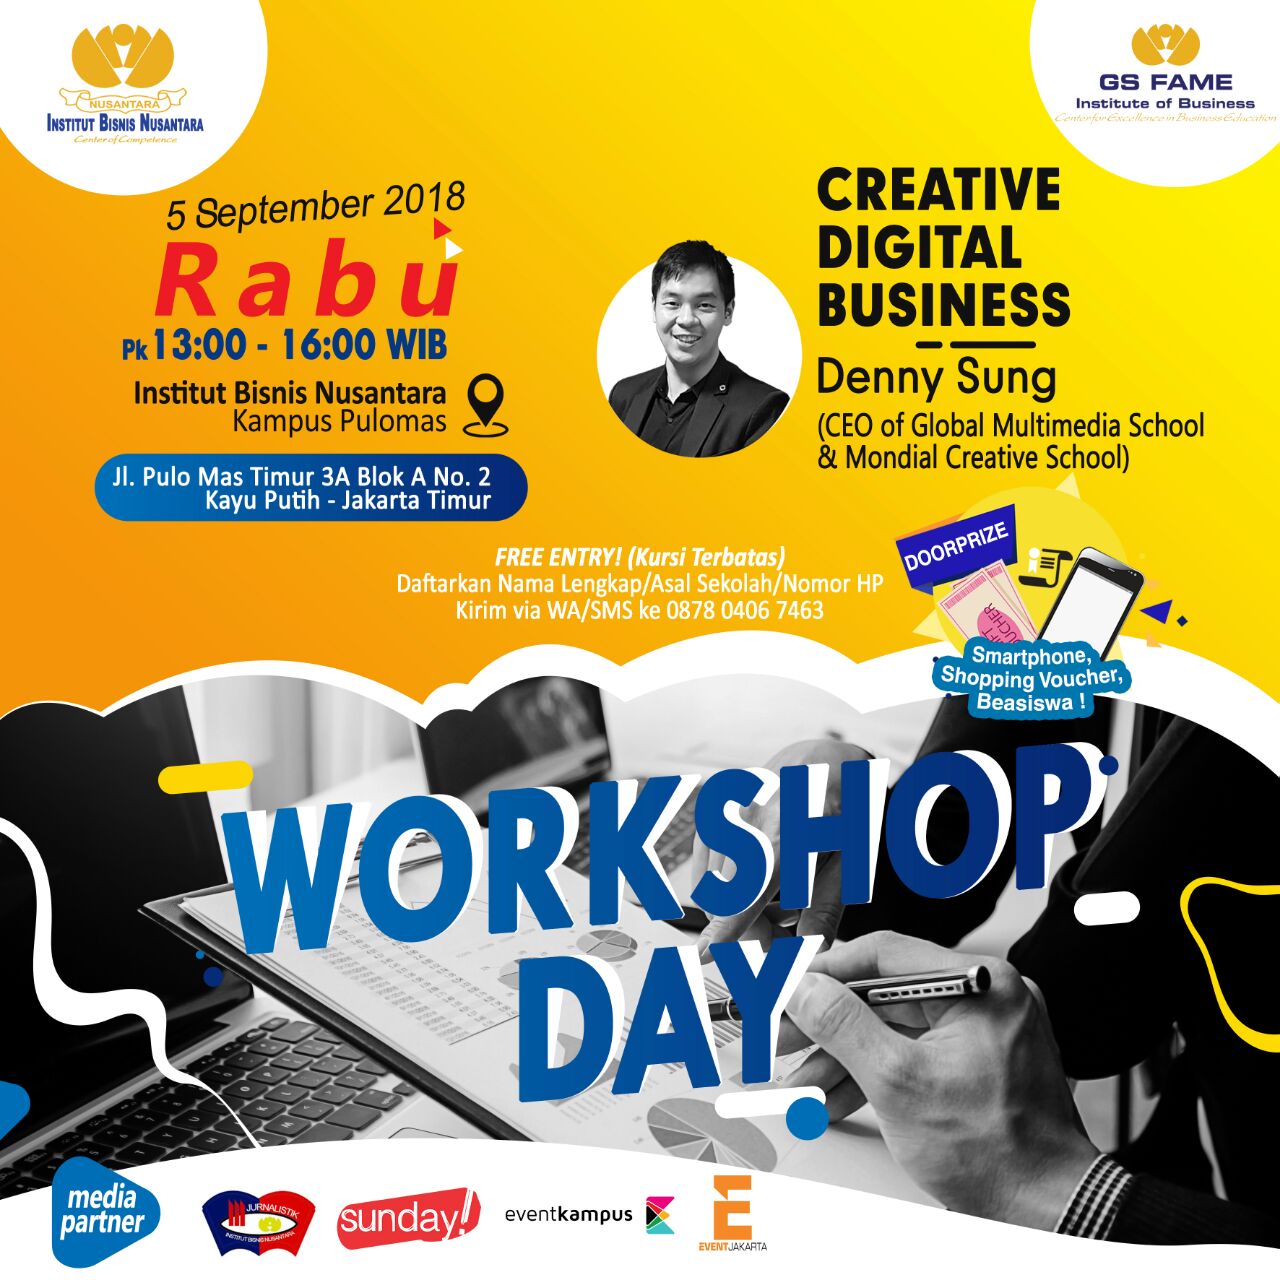 NUSANTARA
INSTITUT BISNIS NUSANTARA
Center of Competence
GS FAME
Institute of Business
Center for Excellence in Business Education
5 September 2018
Rabu
Pk 13:00 - 16:00 WIB
Institut Bisnis Nusantara
Kampus Pulomas
Jl. Pulo Mas Timur 3A Blok A No. 2
Kayu Putih - Jakarta Timur
CREATIVE
DIGITAL
BUSINESS
Denny Sung
(CEO of Global Multimedia School
& Mondial Creative School)
FREE ENTRY! (Kursi Terbatas)
Daftarkan Nama Lengkap/Asal Sekolah/Nomor HP
Kirim via WA/SMS ke 0878 0406 7463
DOORPRIZE
Smartphone,
Shopping Voucher,
Beasiswa !
WORKSHOP
DAY
media
partner
JURNALISTIK
INSTITUT BISNIS NUSANTARA
sunday!
eventkampus
EVENTJAKARTA